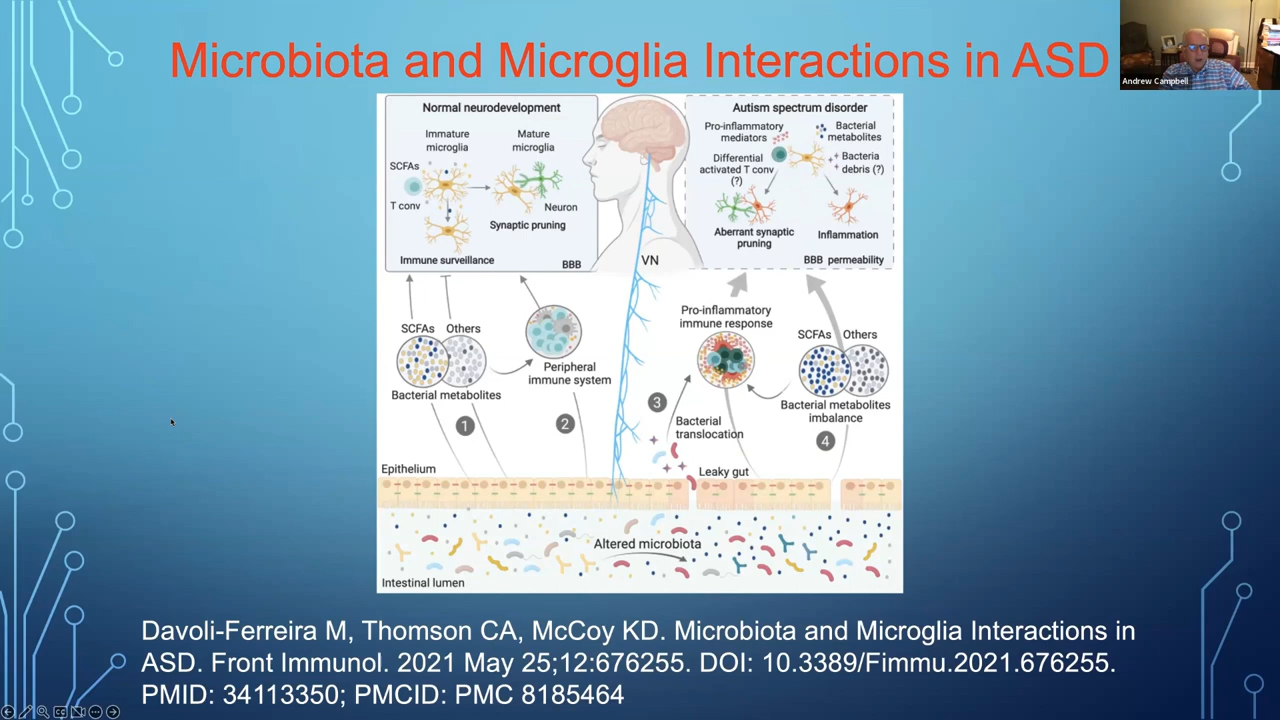 Microbiota and Microglia Interactions in ASD
Andrew Campbell
Normal neurodevelopment
Immature
microglia
Mature
microglia
SCFAs
T conv
Neuron
Synaptic pruning
Immune surveillance
BBB
VN
Autism spectrum disorder
Pro-inflammatory
mediators
Bacterial
metabolites
Differential
activated T conv
(?)
Bacteria
debris (?)
Aberrant synaptic
pruning
Inflammation
BBB permeability
SCFAs
Others
Bacterial metabolites
1
Peripheral
immune system
2
Pro-inflammatory
immune response
3
Bacterial
translocation
SCFAs
Others
Bacterial metabolites
imbalance
4
Epithelium
Leaky gut
Altered microbiota
Intestinal lumen
Davoli-Ferreira M, Thomson CA, McCoy KD. Microbiota and Microglia Interactions in
ASD. Front Immunol. 2021 May 25;12:676255. DOI: 10.3389/Fimmu.2021.676255.
PMID: 34113350; PMCID: PMC 8185464